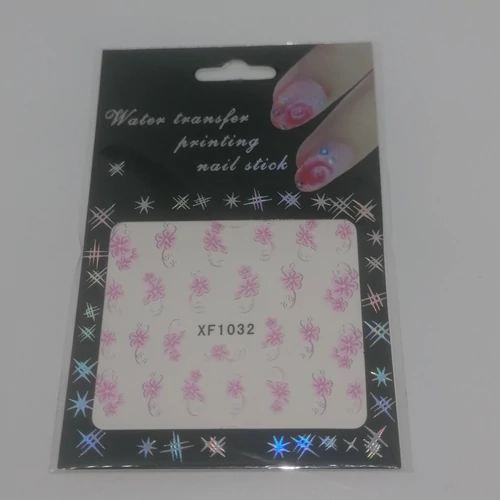 Water transfer
printing
nail stick
XF1032